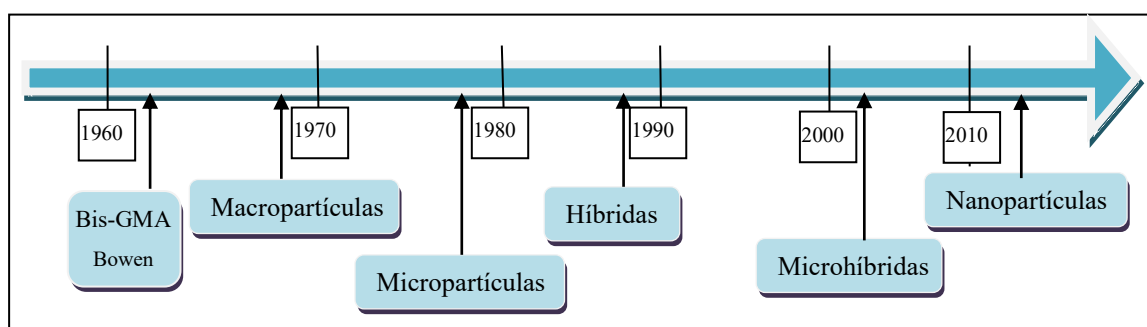 1960
1970
1980
1990
2000
2010
Bis-GMA
Bowen
Macropartículas
Micropartículas
Híbridas
Microhíbridas
Nanopartículas